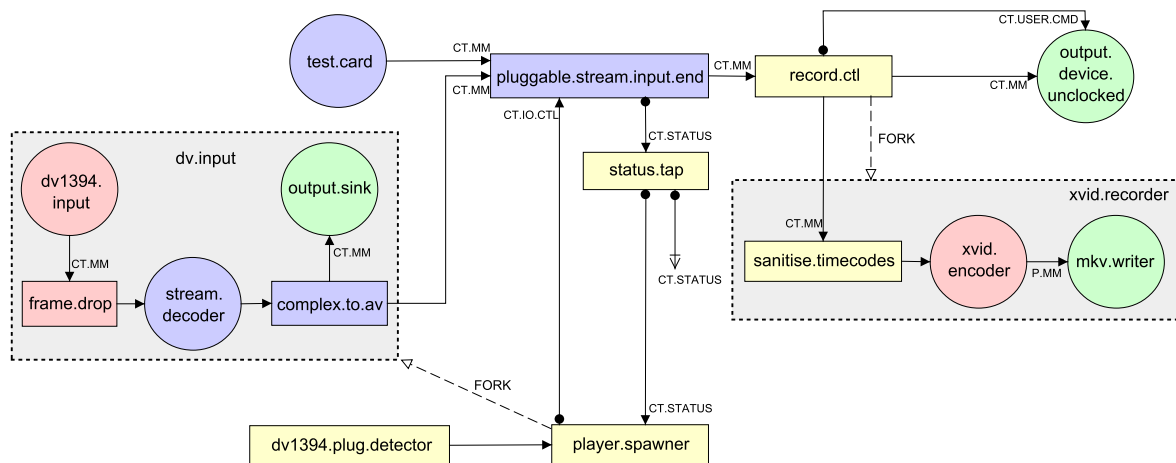 CT.USER.CMD
test.card
CT.MM
pluggable.stream.input.end
CT.MM
CT.MM
record.ctl
CT.MM
output.
device.
unclocked
CT.MM
CT.IO.CTL
CT.STATUS
FORK
dv.input
dv1394.
input
output.sink
status.tap
xvid.recorder
CT.MM
CT.MM
CT.MM
sanitise.timecodes
xvid.
encoder
P.MM
mkv.writer
CT.STATUS
frame.drop
stream.
decoder
complex.to.av
FORK
CT.STATUS
dv1394.plug.detector
player.spawner